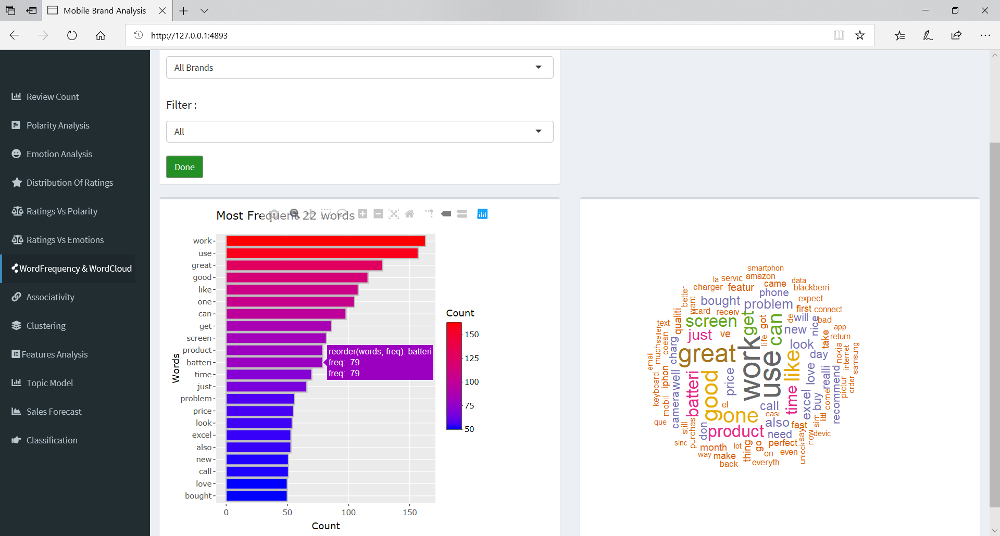 Mobile Brand Analysis
http://127.0.0.1:4893
Review Count
Polarity Analysis
Emotion Analysis
Distribution Of Ratings
Ratings Vs Polarity
Ratings Vs Emotions
WordFrequency & WordCloud
Associativity
Clustering
Features Analysis
Topic Model
Sales Forecast
Classification
All Brands
Filter :
All
Done
Most Frequent 22 words
Words
work
use
great
good
like
one
can
get
screen
product
batteri
time
just
problem
price
look
excel
also
new
call
love
bought
reorder(words, freq): batteri
freq: 79
freq: 79
0 50 100 150
Count
Count
150
125
100
75
50
smartphon
la servic amazon
charger featur came data
blackberri
better want bought phone
problem expect
card receiv first connect
qualiti screen get got can de will nice bad
text just ve new app
seller doesn life look take return
much charg great work day
email nokia internet samsung
keyboard iphon well batteri good price use like love realli
mobil camera el call time excel buy come recommend pictur order
que still purchas don one easi also fast sim littl
product need say now devic
sinc month lot thing go perfect unlock
way make en even
back everyth